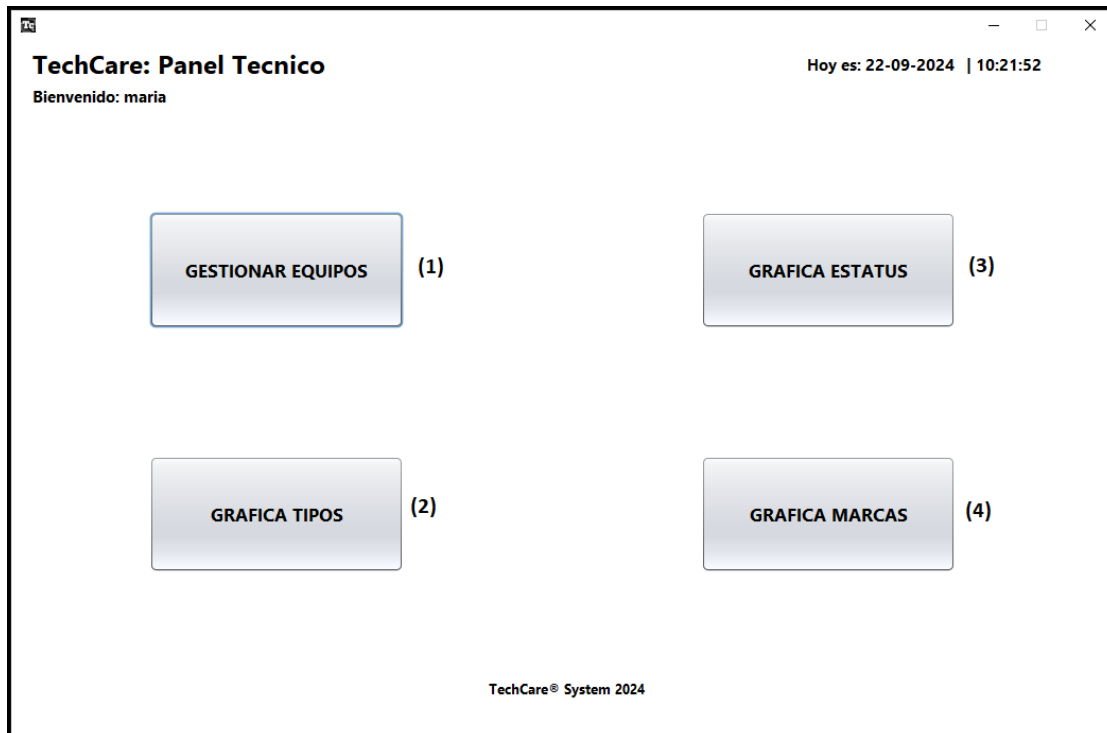 Tc
TechCare: Panel Tecnico
Hoy es: 22-09-2024 | 10:21:52
Bienvenido: maria
GESTIONAR EQUIPOS (1)
GRAFICA ESTATUS (3)
GRAFICA TIPOS (2)
GRAFICA MARCAS (4)
TechCare® System 2024